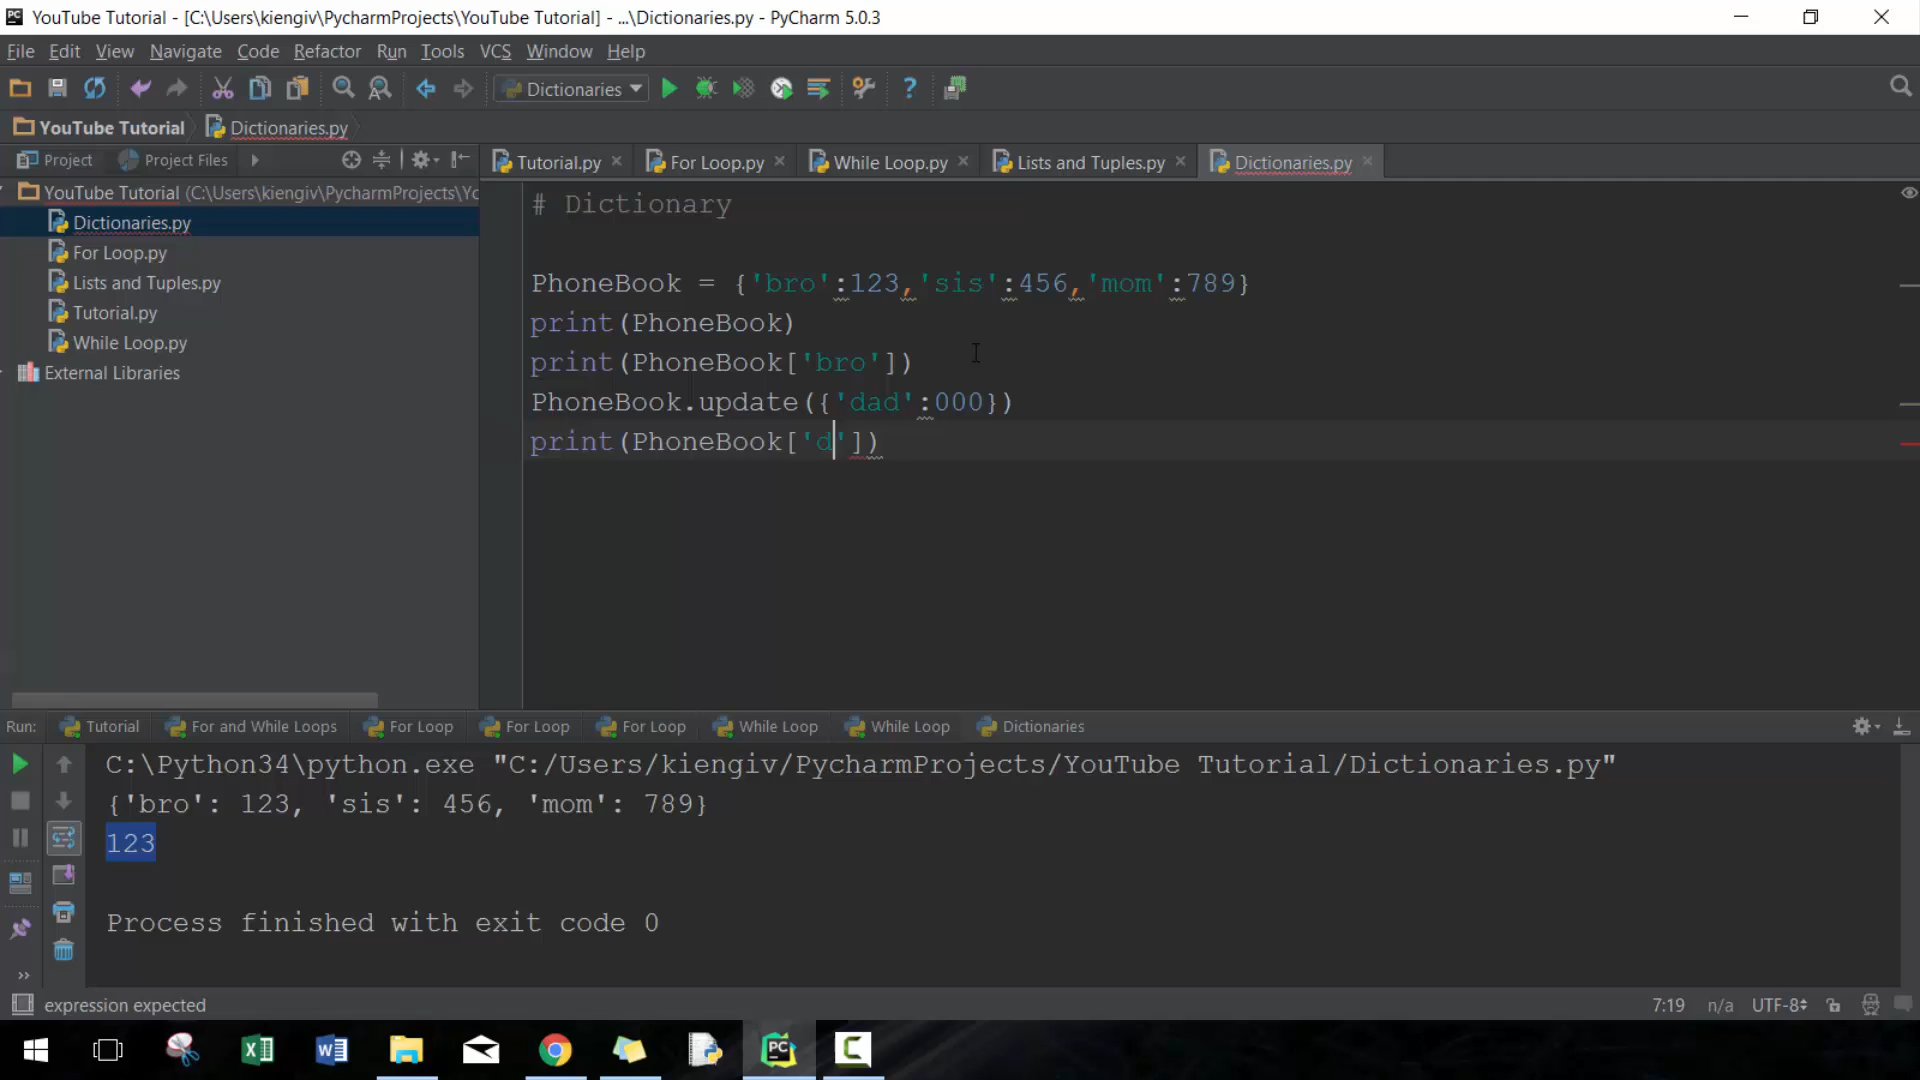 YouTube Tutorial - [C:\Users\kiengiv\PycharmProjects\YouTube Tutorial] - ...\Dictionaries.py - PyCharm 5.0.3
File Edit View Navigate Code Refactor Run Tools VCS Window Help
Dictionaries
YouTube Tutorial Dictionaries.py
Project Project Files
Tutorial.py For Loop.py While Loop.py Lists and Tuples.py Dictionaries.py
YouTube Tutorial (C:\Users\kiengiv\PycharmProjects\Yo
Dictionaries.py
For Loop.py
Lists and Tuples.py
Tutorial.py
While Loop.py
External Libraries
# Dictionary
PhoneBook = {'bro':123,'sis':456,'mom':789}
print(PhoneBook)
print(PhoneBook['bro'])
PhoneBook.update({'dad':000})
print(PhoneBook['d'])
Run: Tutorial For and While Loops For Loop For Loop For Loop While Loop While Loop Dictionaries
C:\Python34\python.exe "C:/Users/kiengiv/PycharmProjects/YouTube Tutorial/Dictionaries.py"
{'bro': 123, 'sis': 456, 'mom': 789}
123
Process finished with exit code 0
expression expected 7:19 n/a UTF-8